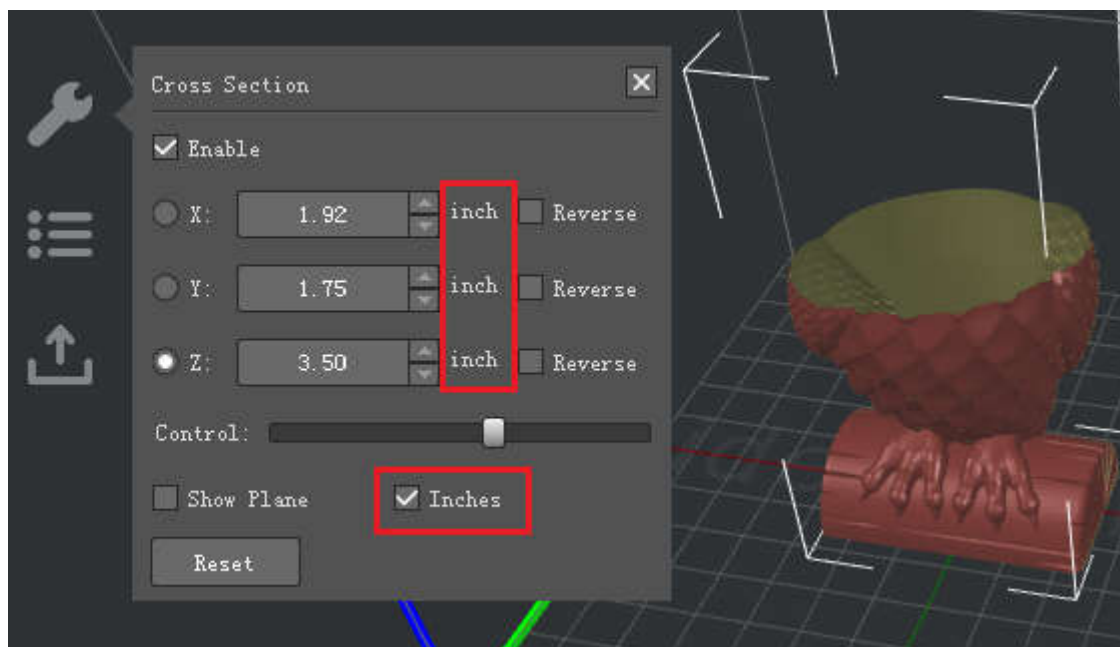 Cross Section
Enable
X: 1.92 inch Reverse
Y: 1.75 inch Reverse
Z: 3.50 inch Reverse
Control:
Show Plane Inches
Reset